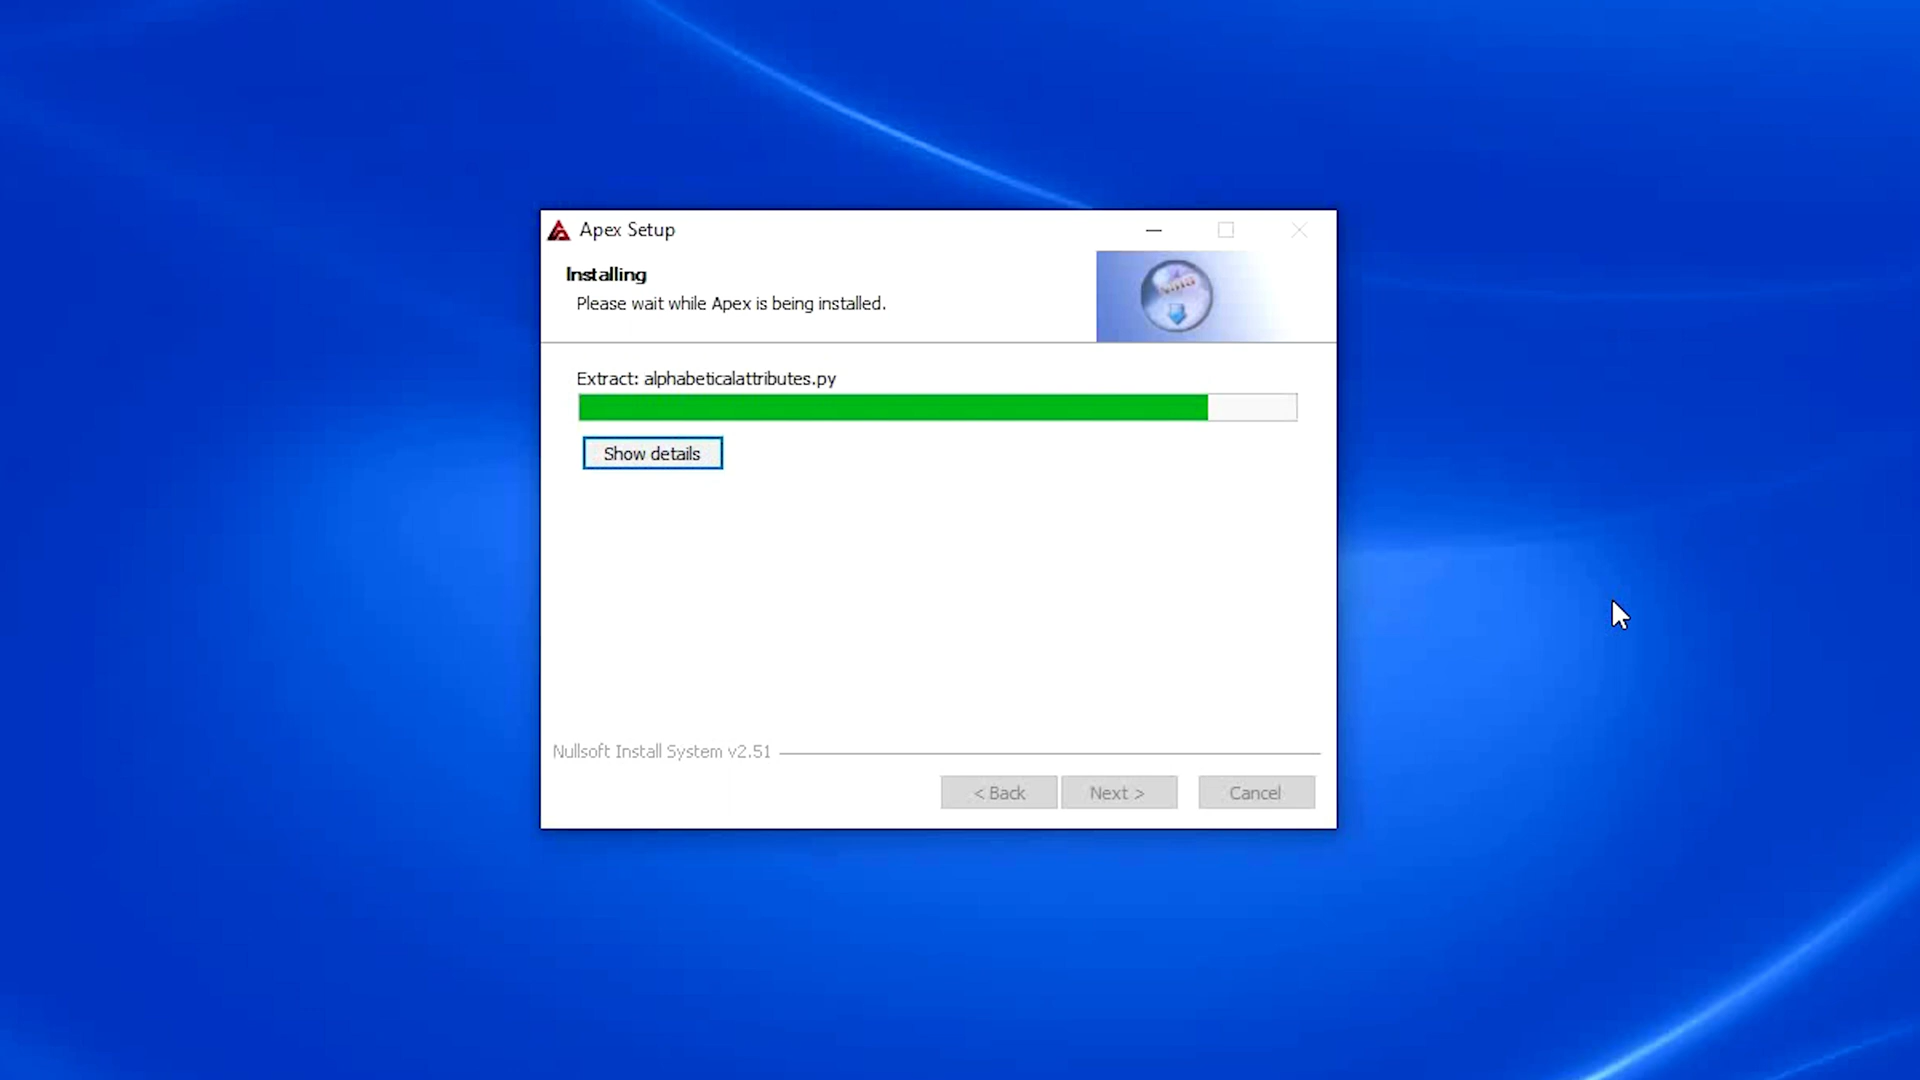 Apex Setup
Installing
Please wait while Apex is being installed.
Extract: alphabeticalattributes.py
Show details
Nullsoft Install System v2.51
< Back
Next >
Cancel